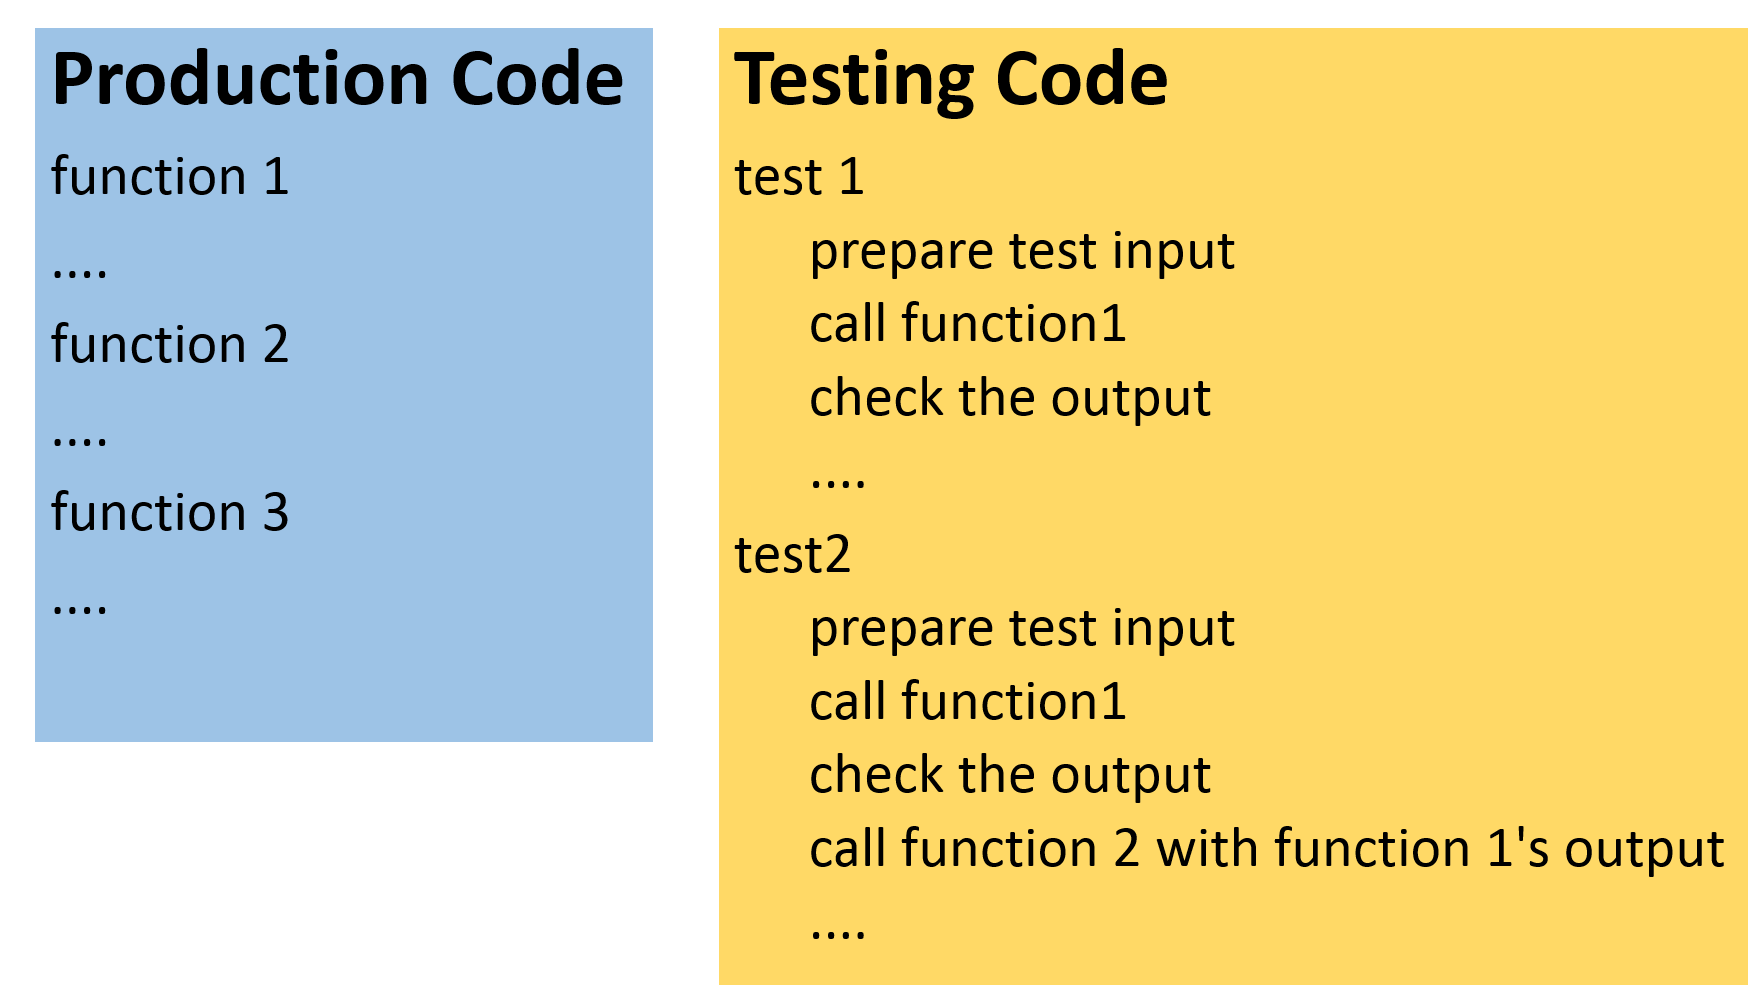 Production Code
function 1
....
function 2
....
function 3
....
Testing Code
test 1
prepare test input
call function1
check the output
....
test2
prepare test input
call function1
check the output
call function 2 with function 1's output
....